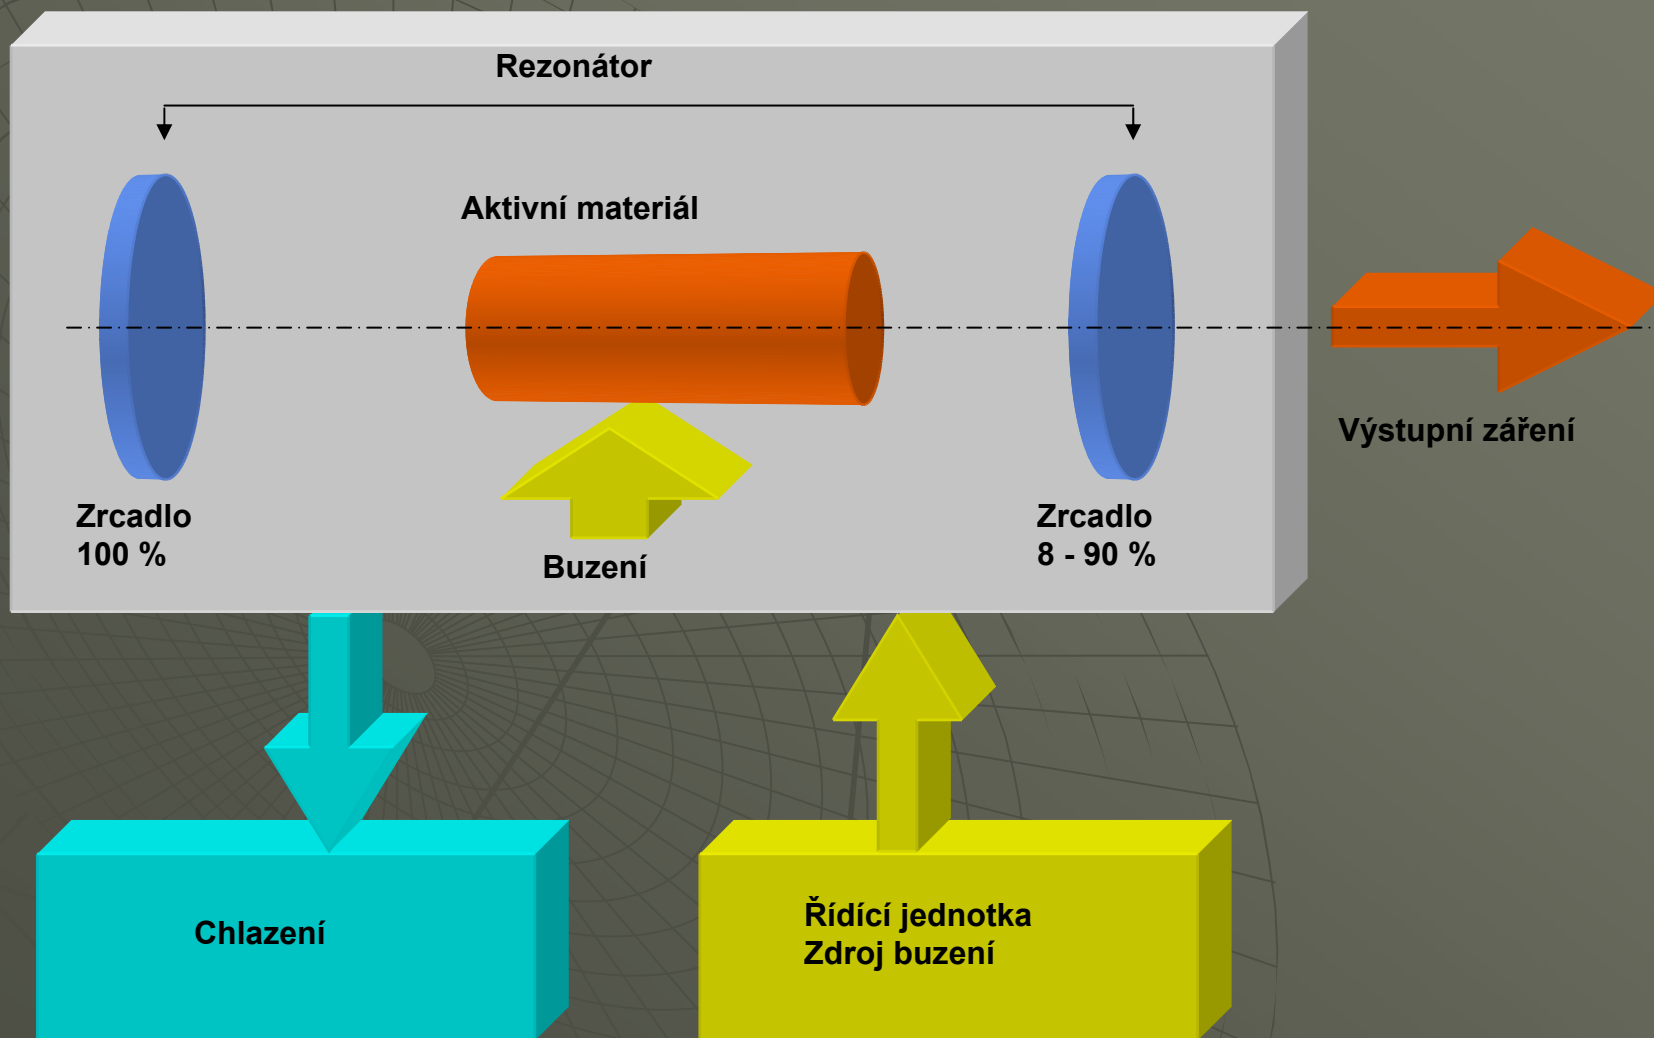 Rezonátor
Aktivní materiál
Výstupní záření
Zrcadlo
100 %
Zrcadlo
8 - 90 %
Buzení
Chlazení
Řídící jednotka
Zdroj buzení